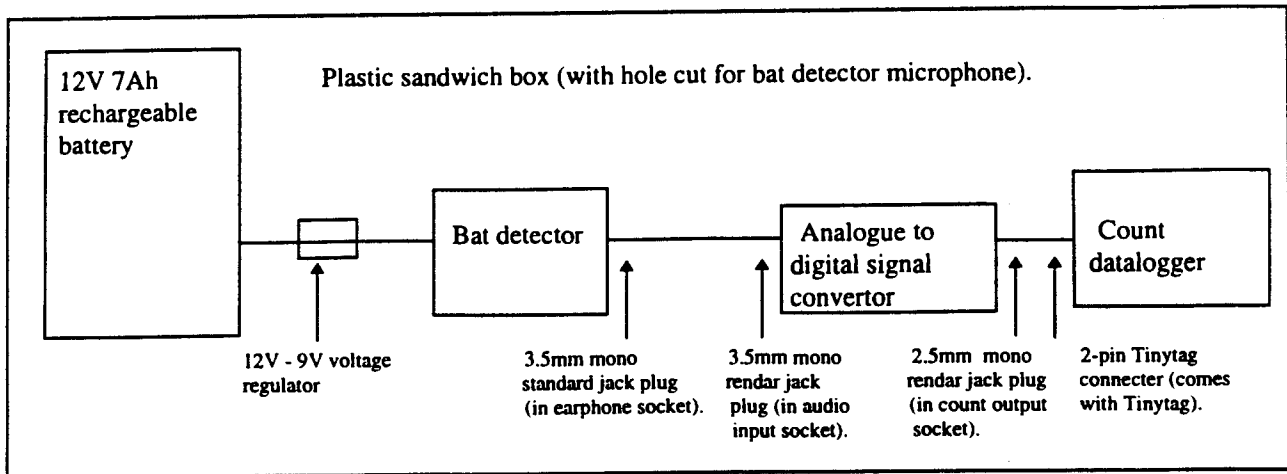 12V 7Ah
rechargeable
battery
Plastic sandwich box (with hole cut for bat detector microphone).
Bat detector
Analogue to
digital signal
convertor
Count
datalogger
12V - 9V voltage
regulator
3.5mm mono
standard jack plug
(in earphone socket).
3.5mm mono
rendar jack
plug (in audio
input socket).
2.5mm mono
rendar jack plug
(in count output
socket).
2-pin Tinytag
connecter (comes
with Tinytag).